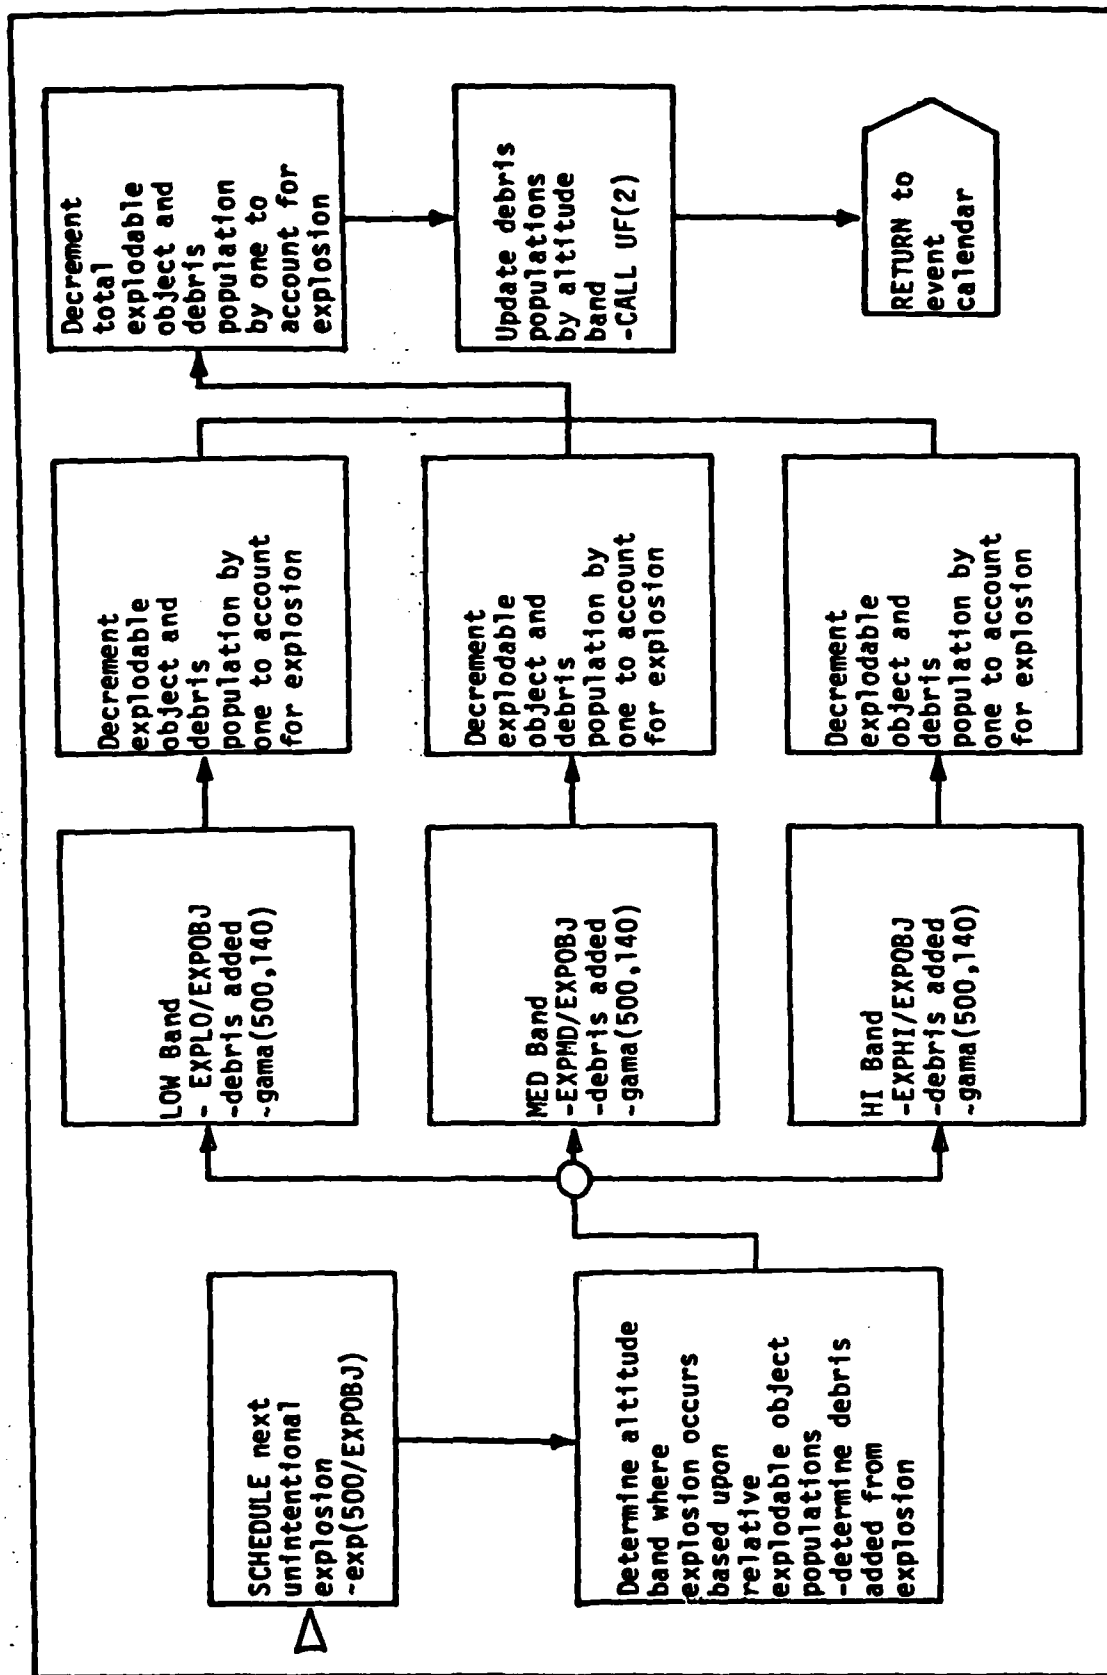 SCHEDULE next
unintentional
explosion
~exp(500/EXPOBJ)
Determine altitude
band where
explosion occurs
based upon
relative
explodable object
populations
-determine debris
added from
explosion
LOW Band
- EXPLO/EXPOBJ
-debris added
~gama(500,140)
MED Band
-EXPMD/EXPOBJ
-debris added
~gama(500,140)
HI Band
-EXPHI/EXPOBJ
-debris added
~gama(500,140)
Decrement
explodable
object and
debris
population by
one to account
for explosion
Decrement
explodable
object and
debris
population by
one to account
for explosion
Decrement
explodable
object and
debris
population by
one to account
for explosion
Decrement
total
explodable
object and
debris
population
by one to
account for
explosion
Update debris
populations
by altitude
band
-CALL UF(2)
RETURN to
event
calendar